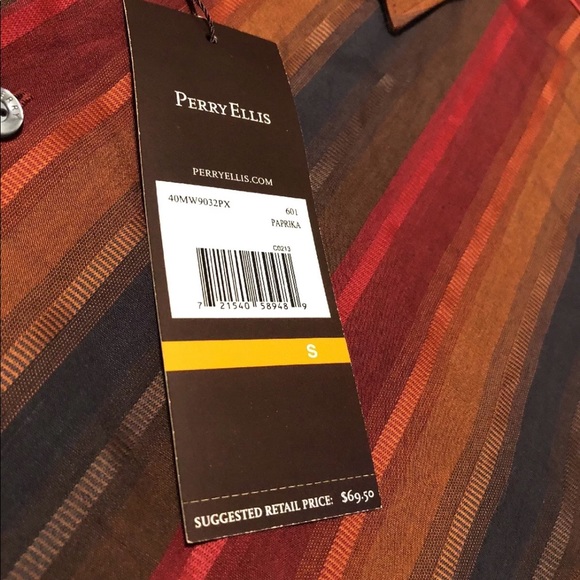 PERRY ELLIS
PERRYELLIS.COM
40MW9032PX 601
PAPRIKA
C0213
7 21540 58948 9
S
SUGGESTED RETAIL PRICE: $69.50